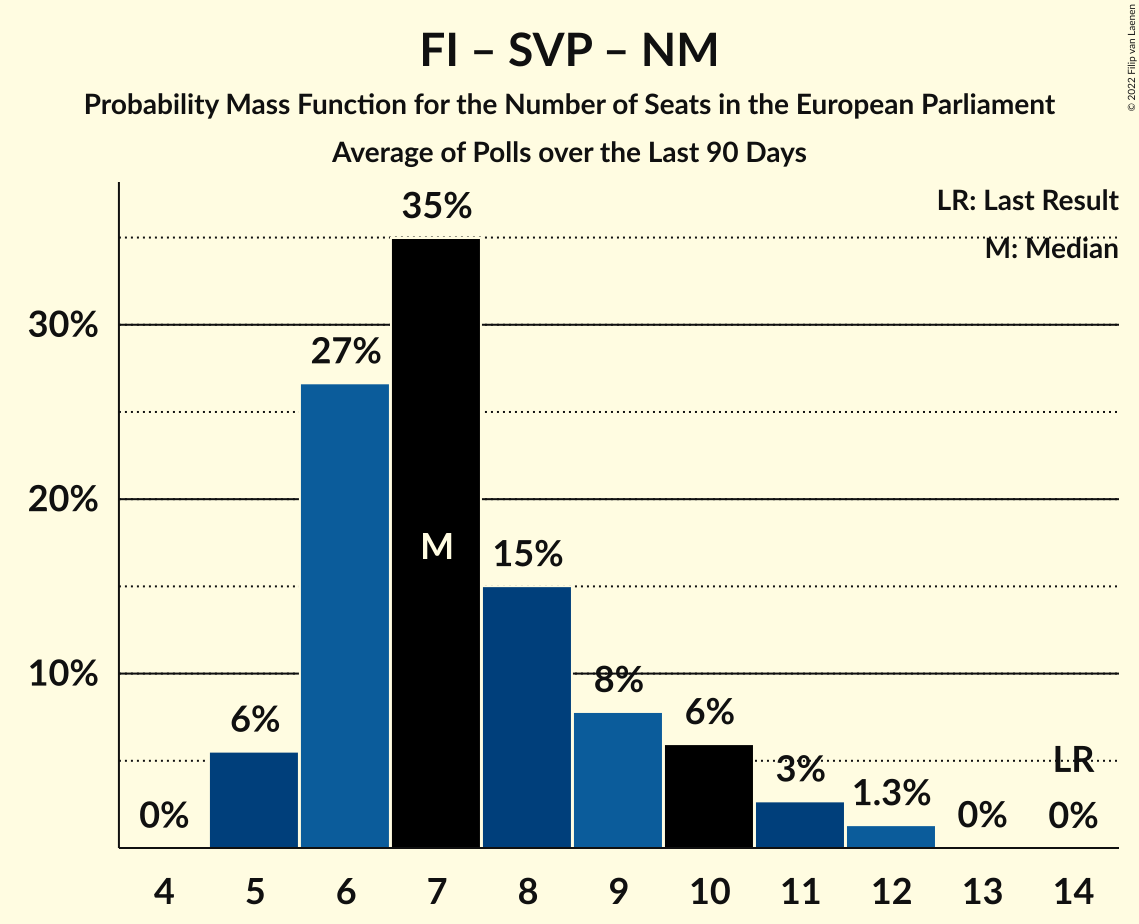 FI – SVP – NM
Probability Mass Function for the Number of Seats in the European Parliament
Average of Polls over the Last 90 Days
© 2022 Filip van Laenen
LR: Last Result
M: Median
35%
30%
27%
20%
M
15%
10%
8%
6%
6%
3%
LR
1.3%
0%
0%
0%
4 5 6 7 8 9 10 11 12 13 14